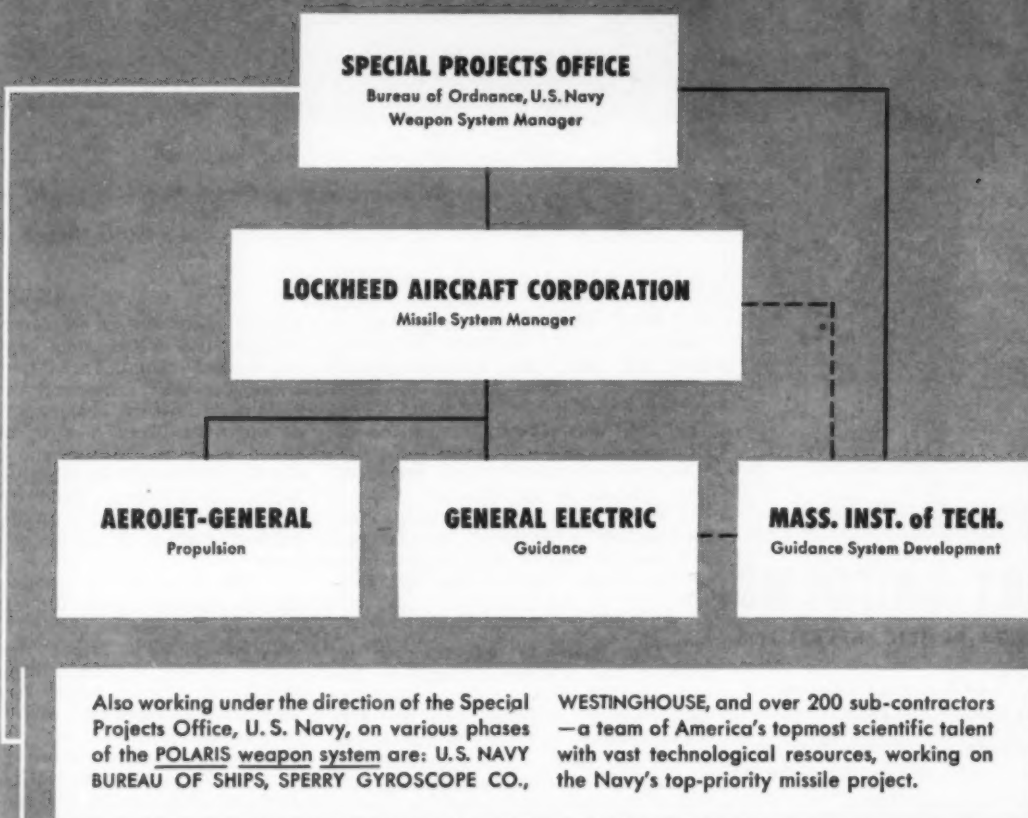 SPECIAL PROJECTS OFFICE
Bureau of Ordnance, U.S. Navy
Weapon System Manager
LOCKHEED AIRCRAFT CORPORATION
Missile System Manager
AEROJET-GENERAL
Propulsion
GENERAL ELECTRIC
Guidance
MASS. INST. of TECH.
Guidance System Development
Also working under the direction of the Special
Projects Office, U. S. Navy, on various phases
of the POLARIS weapon system are: U.S. NAVY
BUREAU OF SHIPS, SPERRY GYROSCOPE CO.,
WESTINGHOUSE, and over 200 sub-contractors
—a team of America's topmost scientific talent
with vast technological resources, working on
the Navy's top-priority missile project.